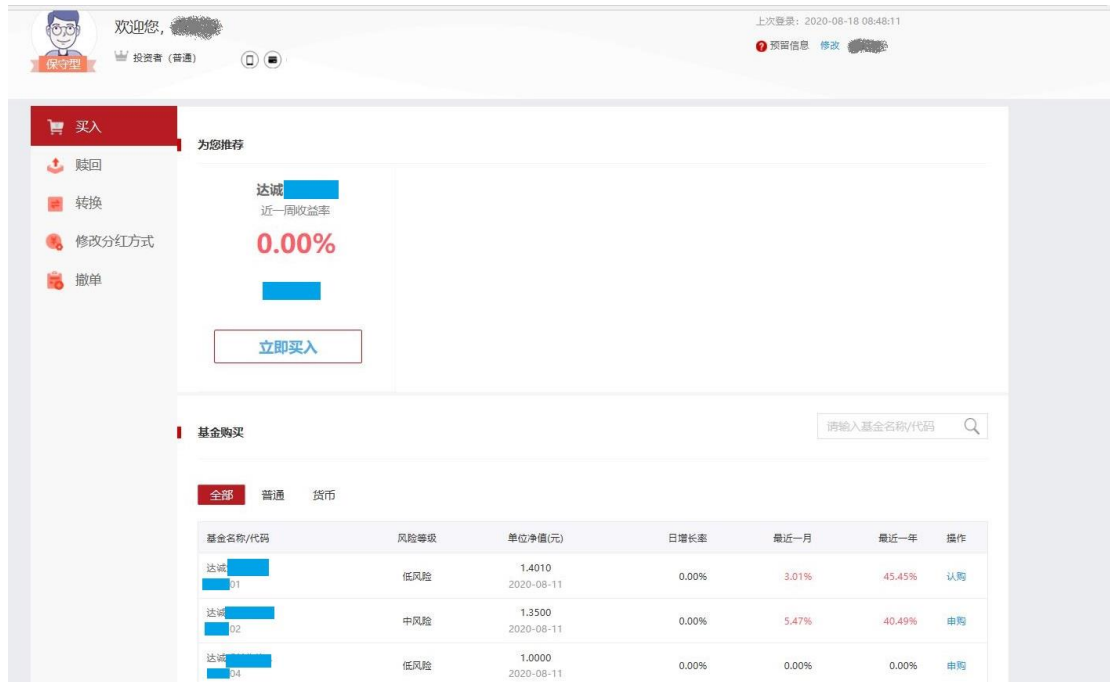 欢迎您,
上次登录：2020-08-18 08:48:11
预留信息 修改
保守型
投资者 (普通)
买入
赎回
转换
修改分红方式
撤单
为您推荐
达诚
近一周收益率
0.00%
立即买入
基金购买
请输入基金名称/代码
全部 普通 货币
基金名称/代码 风险等级 单位净值(元) 日增长率 最近一月 最近一年 操作
达诚
01 低风险 1.4010 0.00% 3.01% 45.45% 认购
2020-08-11
达诚
02 中风险 1.3500 0.00% 5.47% 40.49% 申购
2020-08-11
达诚
04 低风险 1.0000 0.00% 0.00% 0.00% 申购
2020-08-11